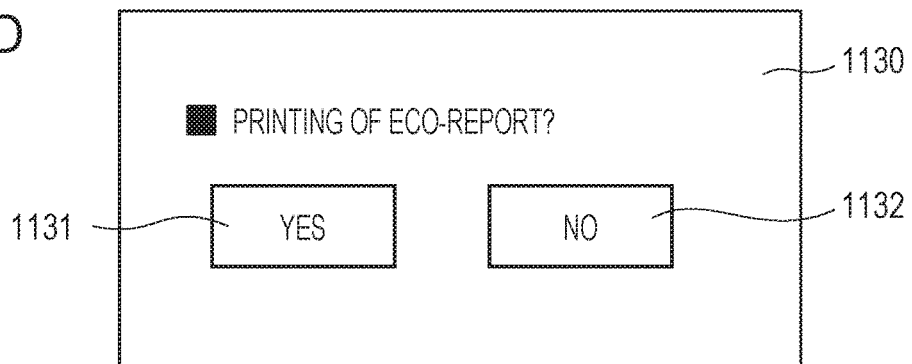 1130
■ PRINTING OF ECO-REPORT?
1131 YES NO 1132